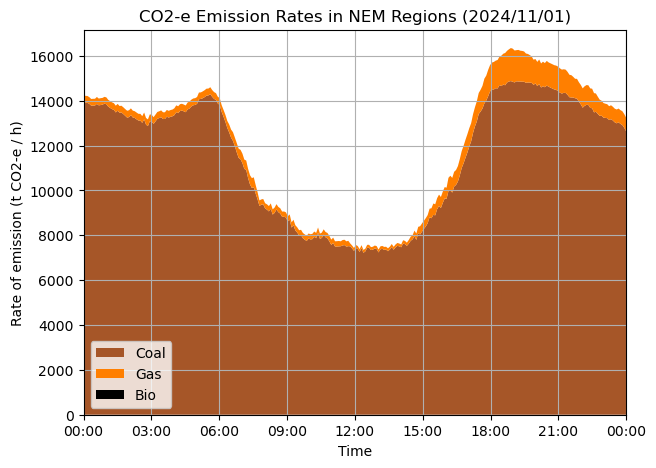 CO2-e Emission Rates in NEM Regions (2024/11/01)
Rate of emission (t CO2-e / h)
16000
14000
12000
10000
8000
6000
4000
2000
0
Coal
Gas
Bio
00:00 03:00 06:00 09:00 12:00 15:00 18:00 21:00 00:00
Time